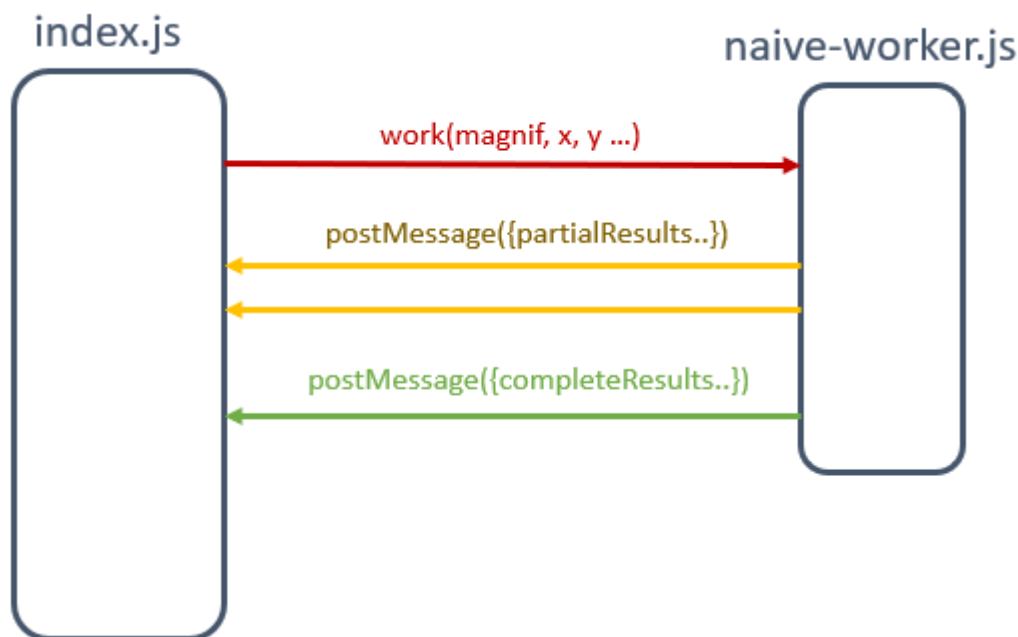 index.js
naive-worker.js
work(magnif, x, y ...)
postMessage({partialResults..})
postMessage({completeResults..})